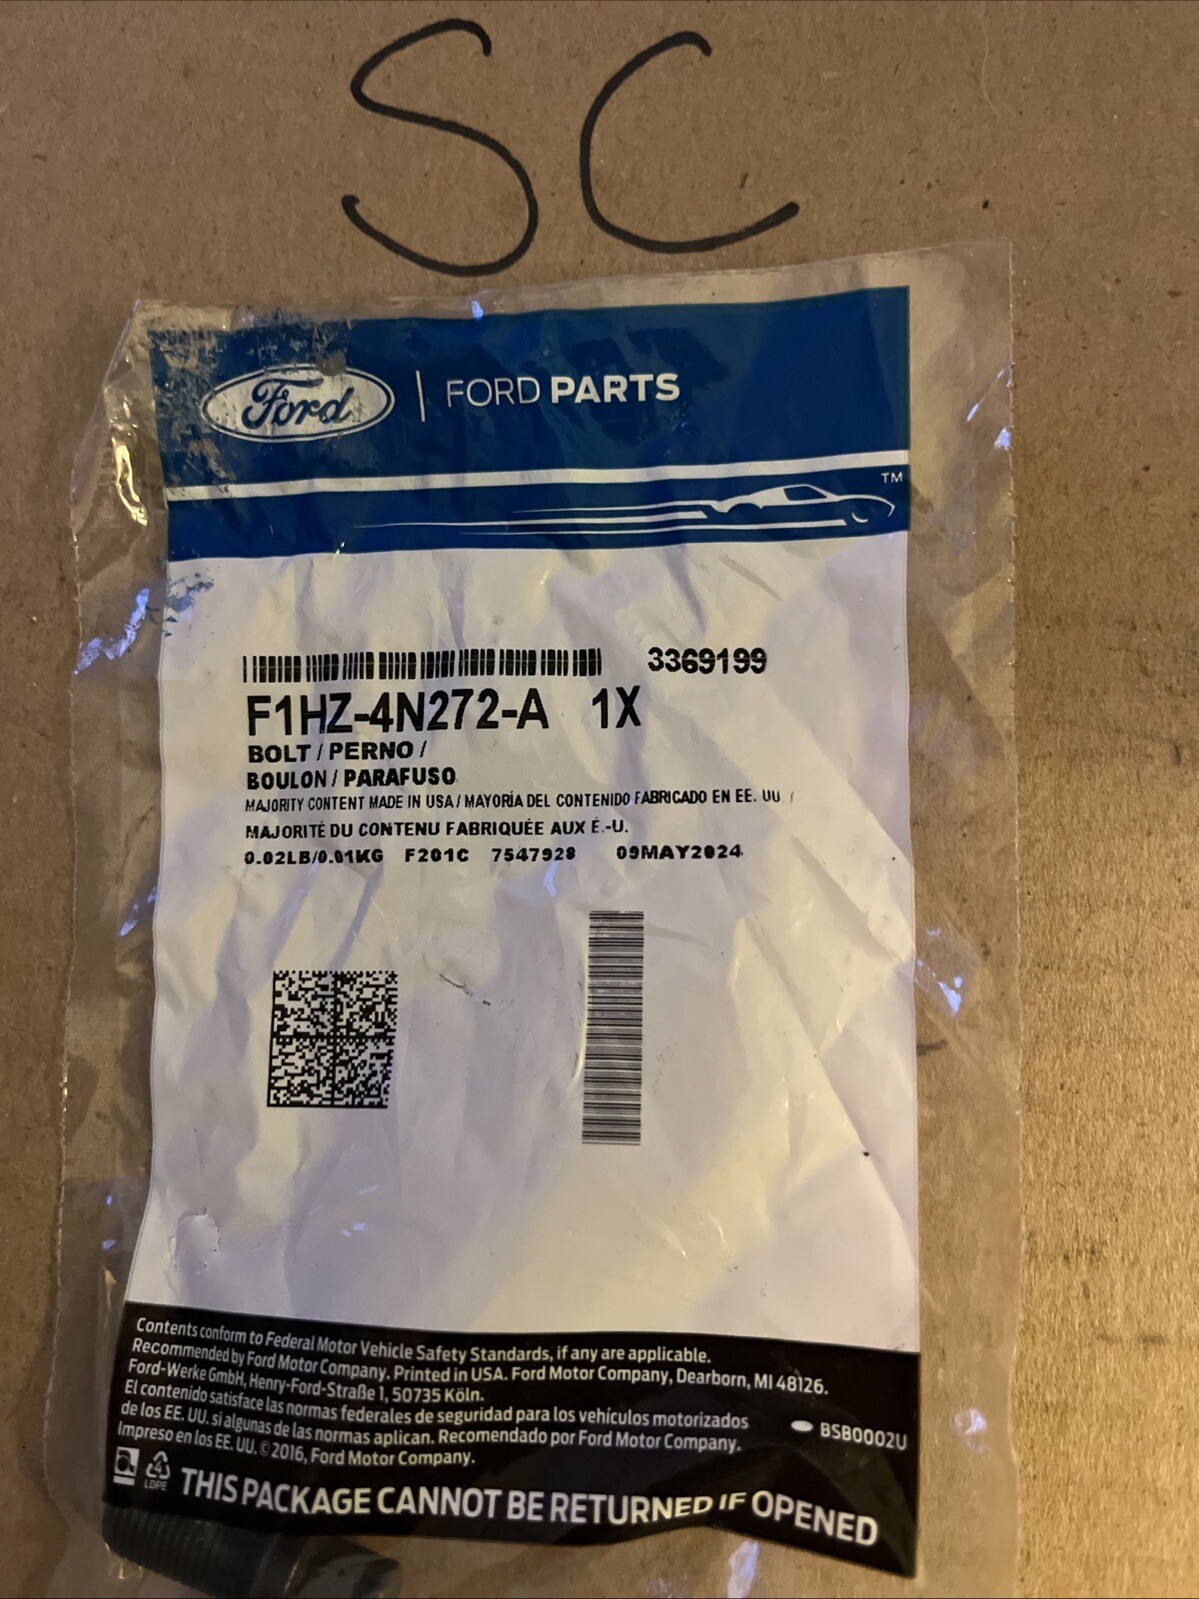 SC
Ford | FORD PARTS
TM
3369199
F1HZ-4N272-A 1X
BOLT / PERNO /
BOULON / PARAFUSO
MAJORITY CONTENT MADE IN USA / MAYORÍA DEL CONTENIDO FABRICADO EN EE. UU /
MAJORITÉ DU CONTENU FABRIQUÉE AUX É.-U.
0.02LB/0.01KG F201C 7547928 09MAY2024
Contents conform to Federal Motor Vehicle Safety Standards, if any are applicable.
Recommended by Ford Motor Company. Printed in USA. Ford Motor Company, Dearborn, MI 48126.
Ford-Werke GmbH, Henry-Ford-Straße 1, 50735 Köln.
El contenido satisface las normas federales de seguridad para los vehículos motorizados
de los EE. UU. si algunas de las normas aplican. Recomendado por Ford Motor Company.
Impreso en los EE. UU. © 2016, Ford Motor Company.
BSB0002U
4
LDPE
THIS PACKAGE CANNOT BE RETURNED IF OPENED